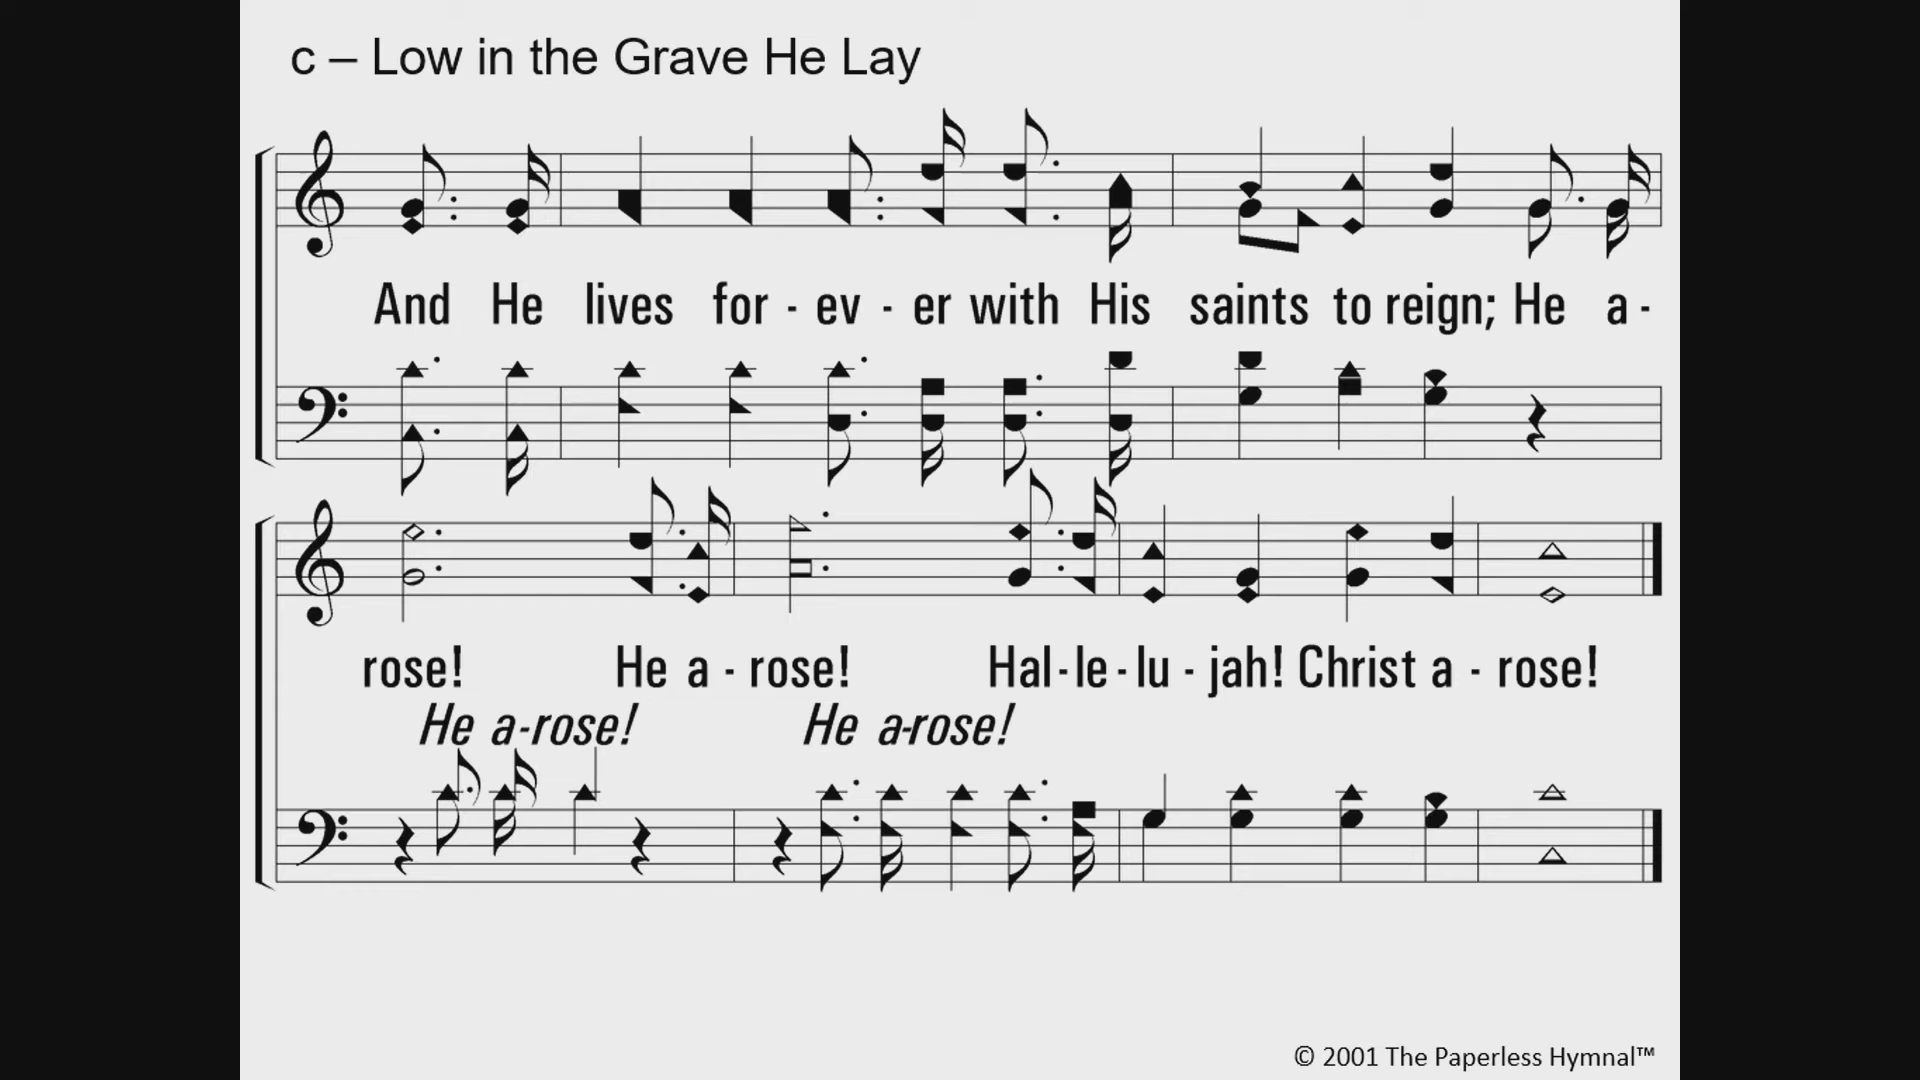 c – Low in the Grave He Lay
And He lives for - ev - er with His saints to reign; He a -
rose! He a - rose! Hal - le - lu - jah! Christ a - rose!
He a-rose! He a-rose!
© 2001 The Paperless Hymnal™